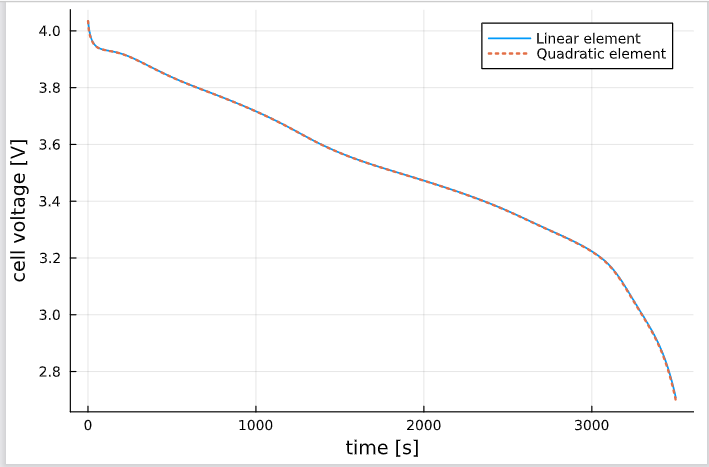 4.0
3.8
3.6
3.4
3.2
3.0
2.8
cell voltage [V]
Linear element
Quadratic element
0
1000
2000
3000
time [s]